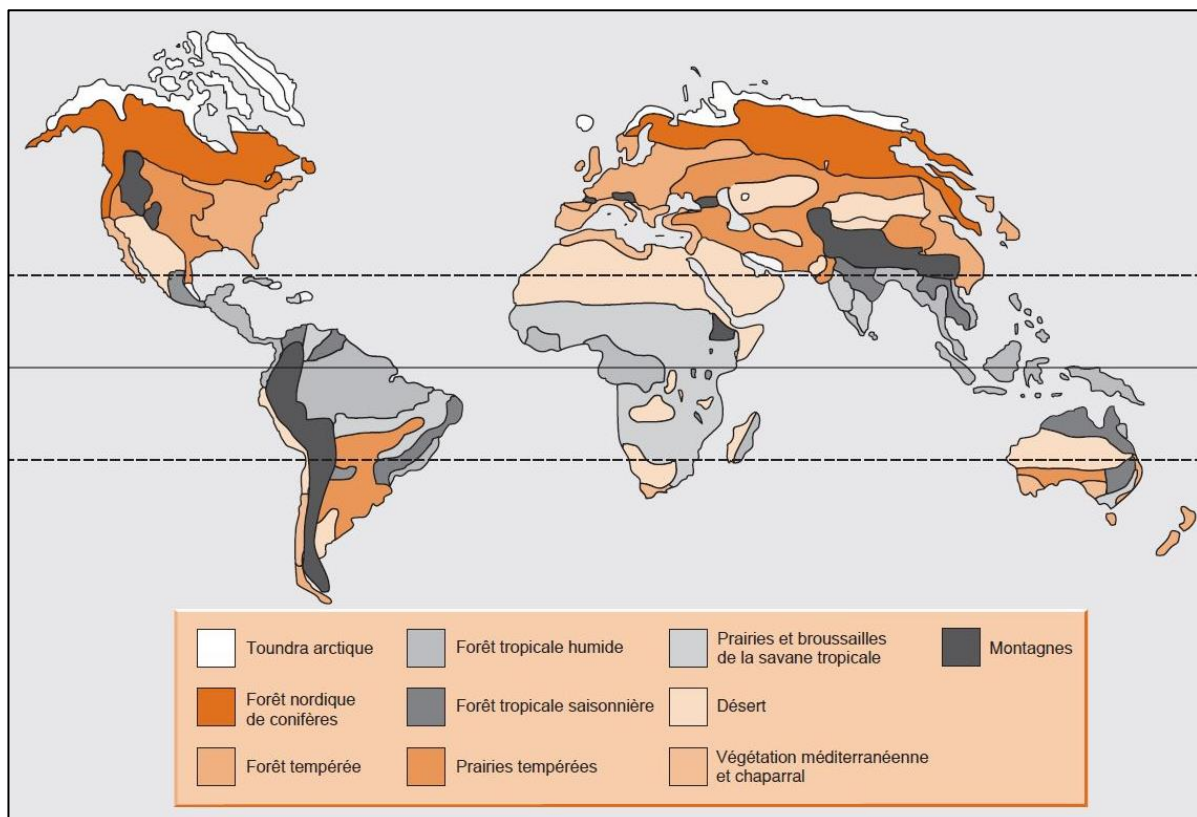 Toundra arctique
Forêt nordique
de conifères
Forêt tempérée
Forêt tropicale humide
Forêt tropicale saisonnière
Prairies tempérées
Prairies et broussailles
de la savane tropicale
Désert
Végétation méditerranéenne
et chaparral
Montagnes